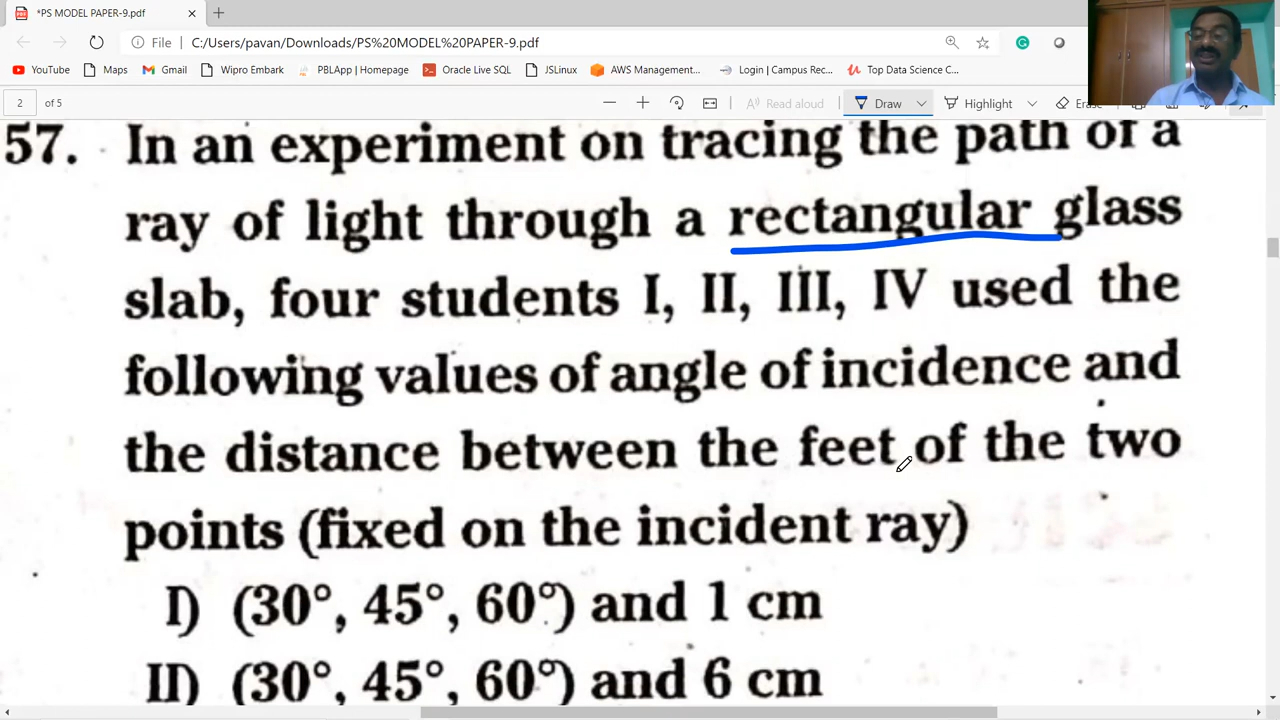 *PS MODEL PAPER-9.pdf
File C:/Users/pavan/Downloads/PS%20MODEL%20PAPER-9.pdf
YouTube Maps Gmail Wipro Embark PBLApp | Homepage Oracle Live.... JSLinux AWS Management... Login | Campus Rec... Top Data Science C...
2 of 5 Read aloud Draw Highlight Erase
57. In an experiment on tracing the path of a
ray of light through a rectangular glass
slab, four students I, II, III, IV used the
following values of angle of incidence and
the distance between the feet of the two
points (fixed on the incident ray)
I) (30°, 45°, 60°) and 1 cm
II) (30°, 45°, 60°) and 6 cm